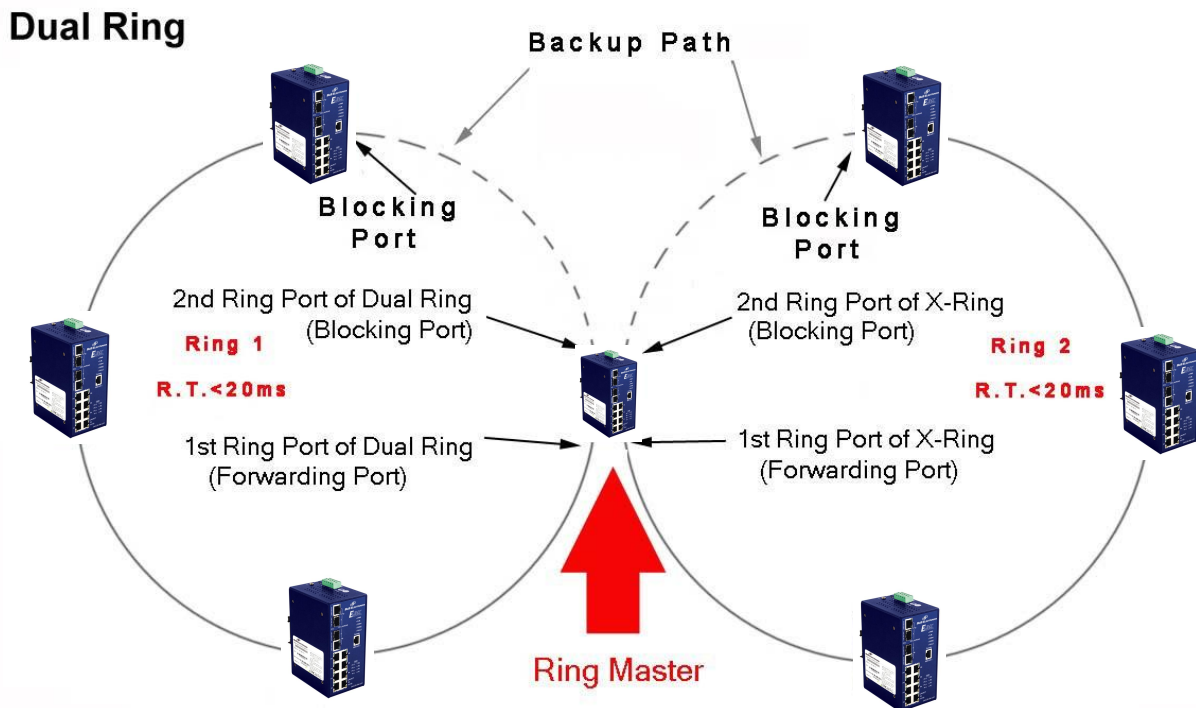 Dual Ring
Backup Path
Blocking
Port
Blocking
Port
2nd Ring Port of Dual Ring
(Blocking Port)
2nd Ring Port of X-Ring
(Blocking Port)
Ring 1
R.T.<20ms
Ring 2
R.T.<20ms
1st Ring Port of Dual Ring
(Forwarding Port)
1st Ring Port of X-Ring
(Forwarding Port)
Ring Master